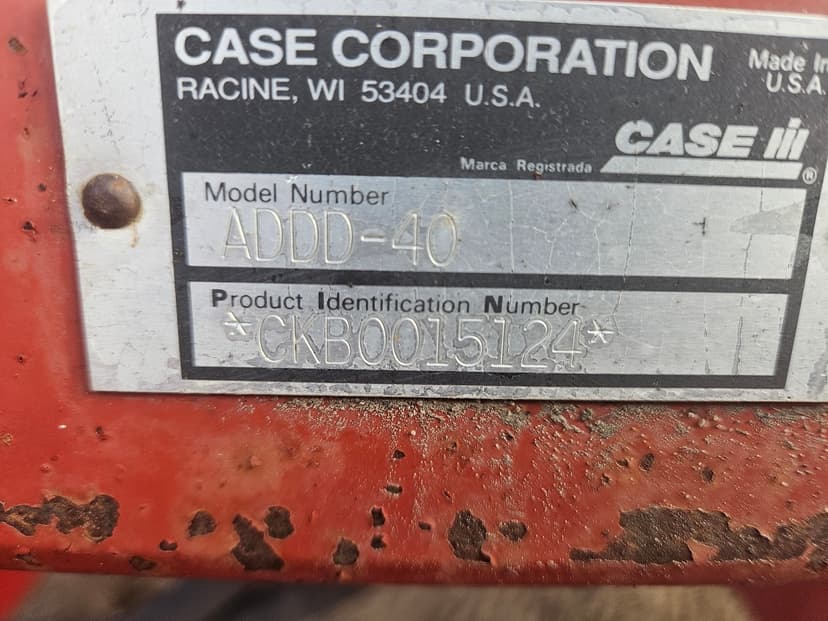 CASE CORPORATION
Made In
U.S.A.
RACINE, WI 53404 U.S.A.
CASE IH
Marca Registrada
®
Model Number
ADDD-40
Product Identification Number
*CKB0015124*